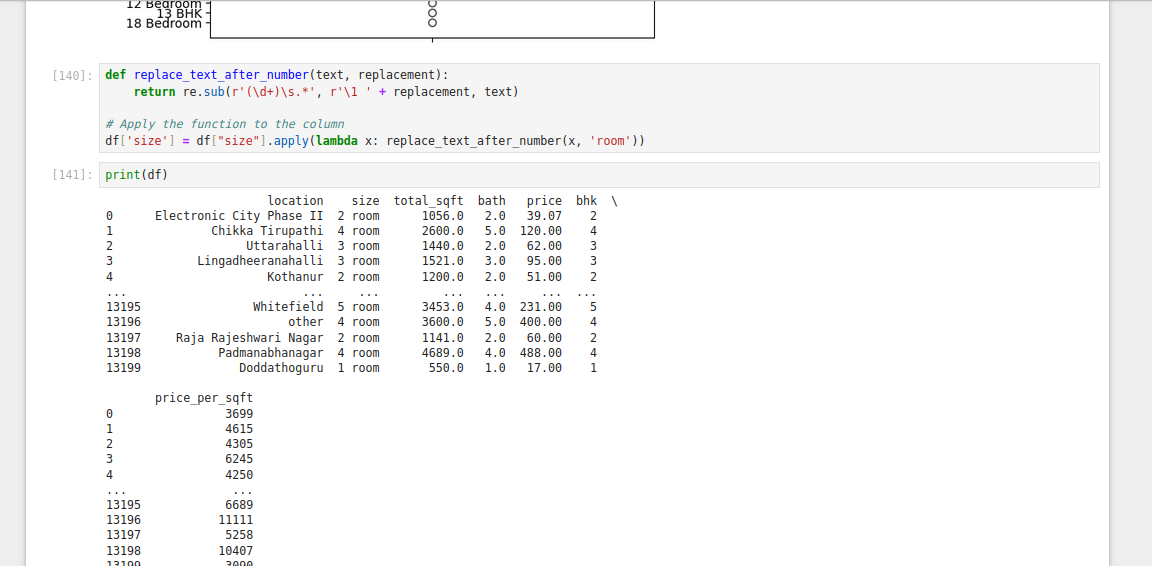 12 Bedroom
13 BHK
18 Bedroom
[140]:
def replace_text_after_number(text, replacement):
    return re.sub(r'(\d+)\s.*', r'\1 ' + replacement, text)
# Apply the function to the column
df['size'] = df["size"].apply(lambda x: replace_text_after_number(x, 'room'))
[141]:
print(df)
location size total_sqft bath price bhk \
0 Electronic City Phase II 2 room 1056.0 2.0 39.07 2
1 Chikka Tirupathi 4 room 2600.0 5.0 120.00 4
2 Uttarahalli 3 room 1440.0 2.0 62.00 3
3 Lingadheeranahalli 3 room 1521.0 3.0 95.00 3
4 Kothanur 2 room 1200.0 2.0 51.00 2
... ... ... ... ... ... ...
13195 Whitefield 5 room 3453.0 4.0 231.00 5
13196 other 4 room 3600.0 5.0 400.00 4
13197 Raja Rajeshwari Nagar 2 room 1141.0 2.0 60.00 2
13198 Padmanabhanagar 4 room 4689.0 4.0 488.00 4
13199 Doddathoguru 1 room 550.0 1.0 17.00 1
price_per_sqft
0 3699
1 4615
2 4305
3 6245
4 4250
... ...
13195 6689
13196 11111
13197 5258
13198 10407
13199 3090